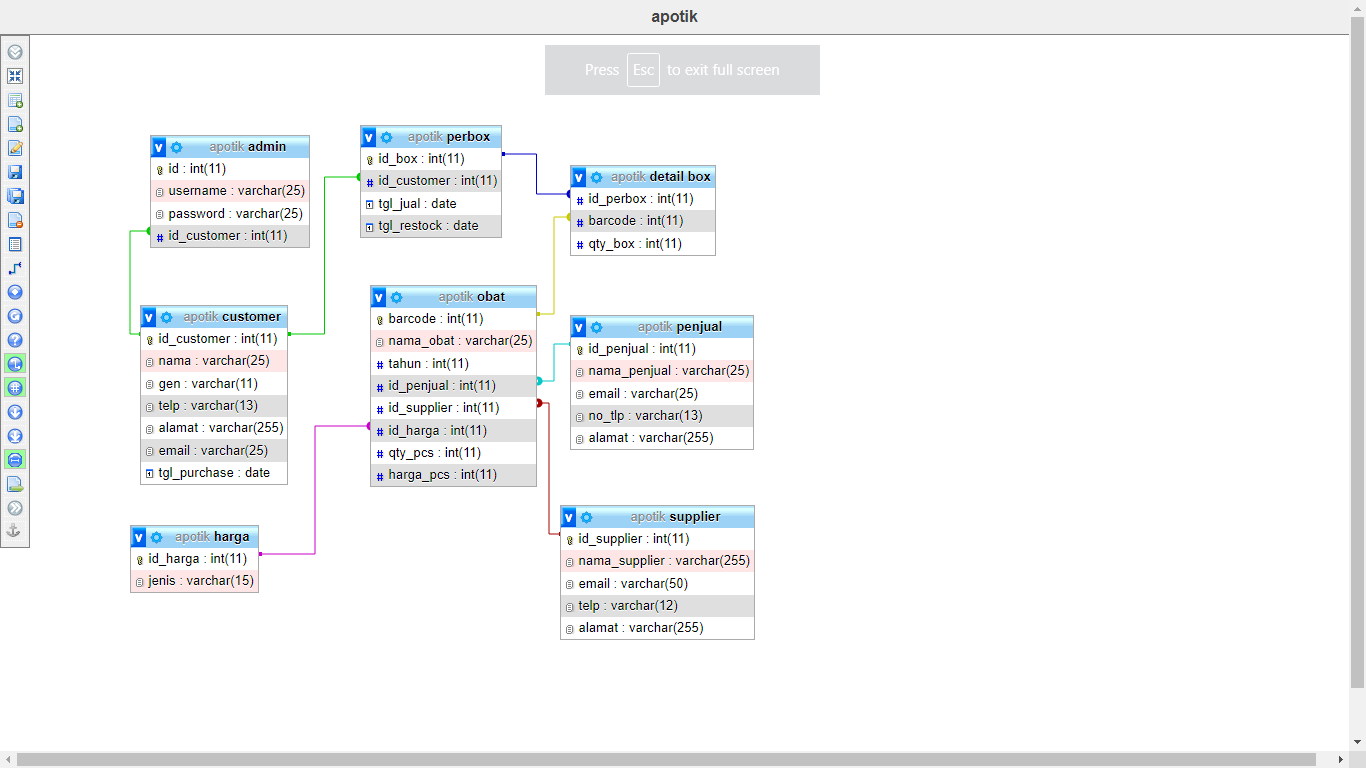 apotik
Press Esc to exit full screen
apotik admin
id : int(11)
username : varchar(25)
password : varchar(25)
id_customer : int(11)
apotik perbox
id_box : int(11)
id_customer : int(11)
tgl_jual : date
tgl_restock : date
apotik detail box
id_perbox : int(11)
barcode : int(11)
qty_box : int(11)
apotik customer
id_customer : int(11)
nama : varchar(25)
gen : varchar(11)
telp : varchar(13)
alamat : varchar(255)
email : varchar(25)
tgl_purchase : date
apotik obat
barcode : int(11)
nama_obat : varchar(25)
tahun : int(11)
id_penjual : int(11)
id_supplier : int(11)
id_harga : int(11)
qty_pcs : int(11)
harga_pcs : int(11)
apotik penjual
id_penjual : int(11)
nama_penjual : varchar(25)
email : varchar(25)
no_tlp : varchar(13)
alamat : varchar(255)
apotik harga
id_harga : int(11)
jenis : varchar(15)
apotik supplier
id_supplier : int(11)
nama_supplier : varchar(255)
email : varchar(50)
telp : varchar(12)
alamat : varchar(255)